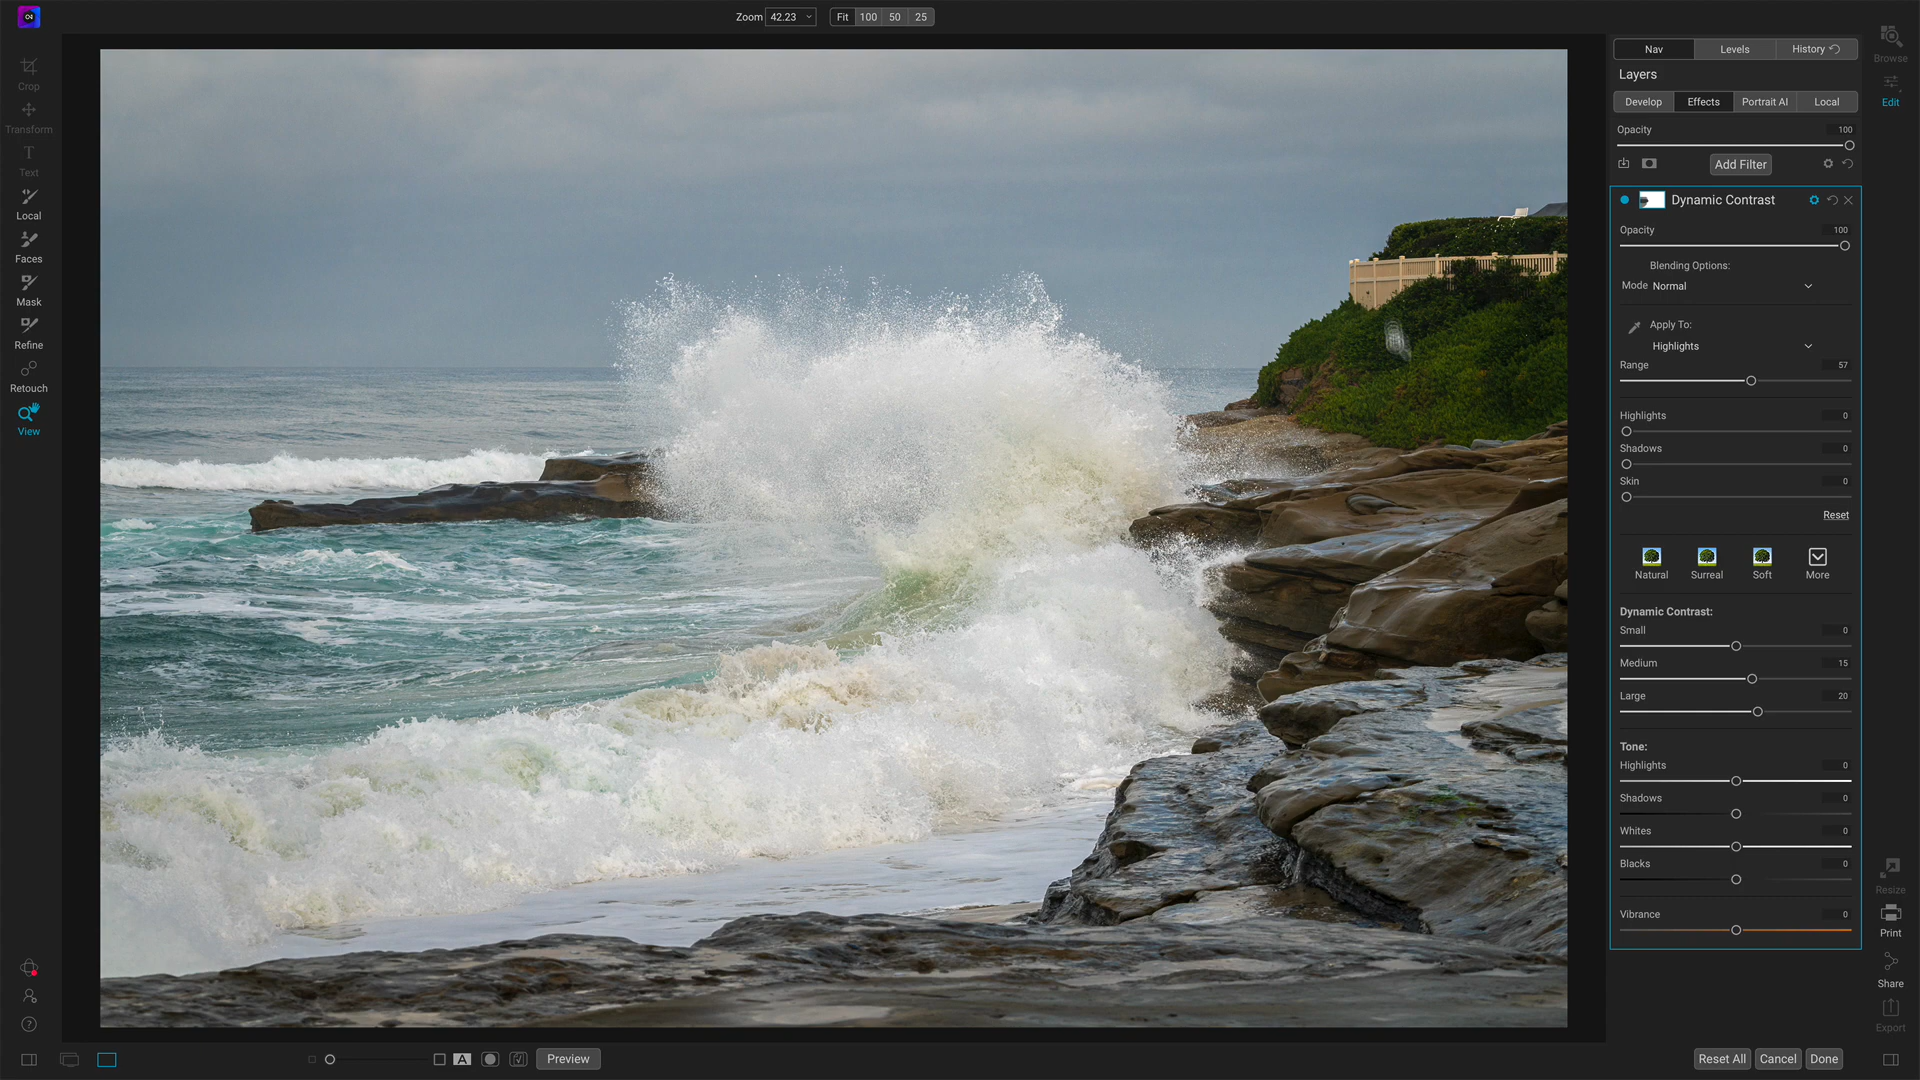 Zoom 42.23 Fit 100 50 25
Crop
Transform
Text
Local
Faces
Mask
Refine
Retouch
View
Nav Levels History
Layers
Develop Effects Portrait AI Local
Opacity 100
Add Filter
Dynamic Contrast
Opacity 100
Blending Options:
Mode Normal
Apply To:
Highlights
Range 57
Highlights 0
Shadows 0
Skin 0
Reset
Natural Surreal Soft More
Dynamic Contrast:
Small 0
Medium 15
Large 20
Tone:
Highlights 0
Shadows 0
Whites 0
Blacks 0
Vibrance 0
Browse
Edit
Resize
Print
Share
Export
A Preview
Reset All Cancel Done